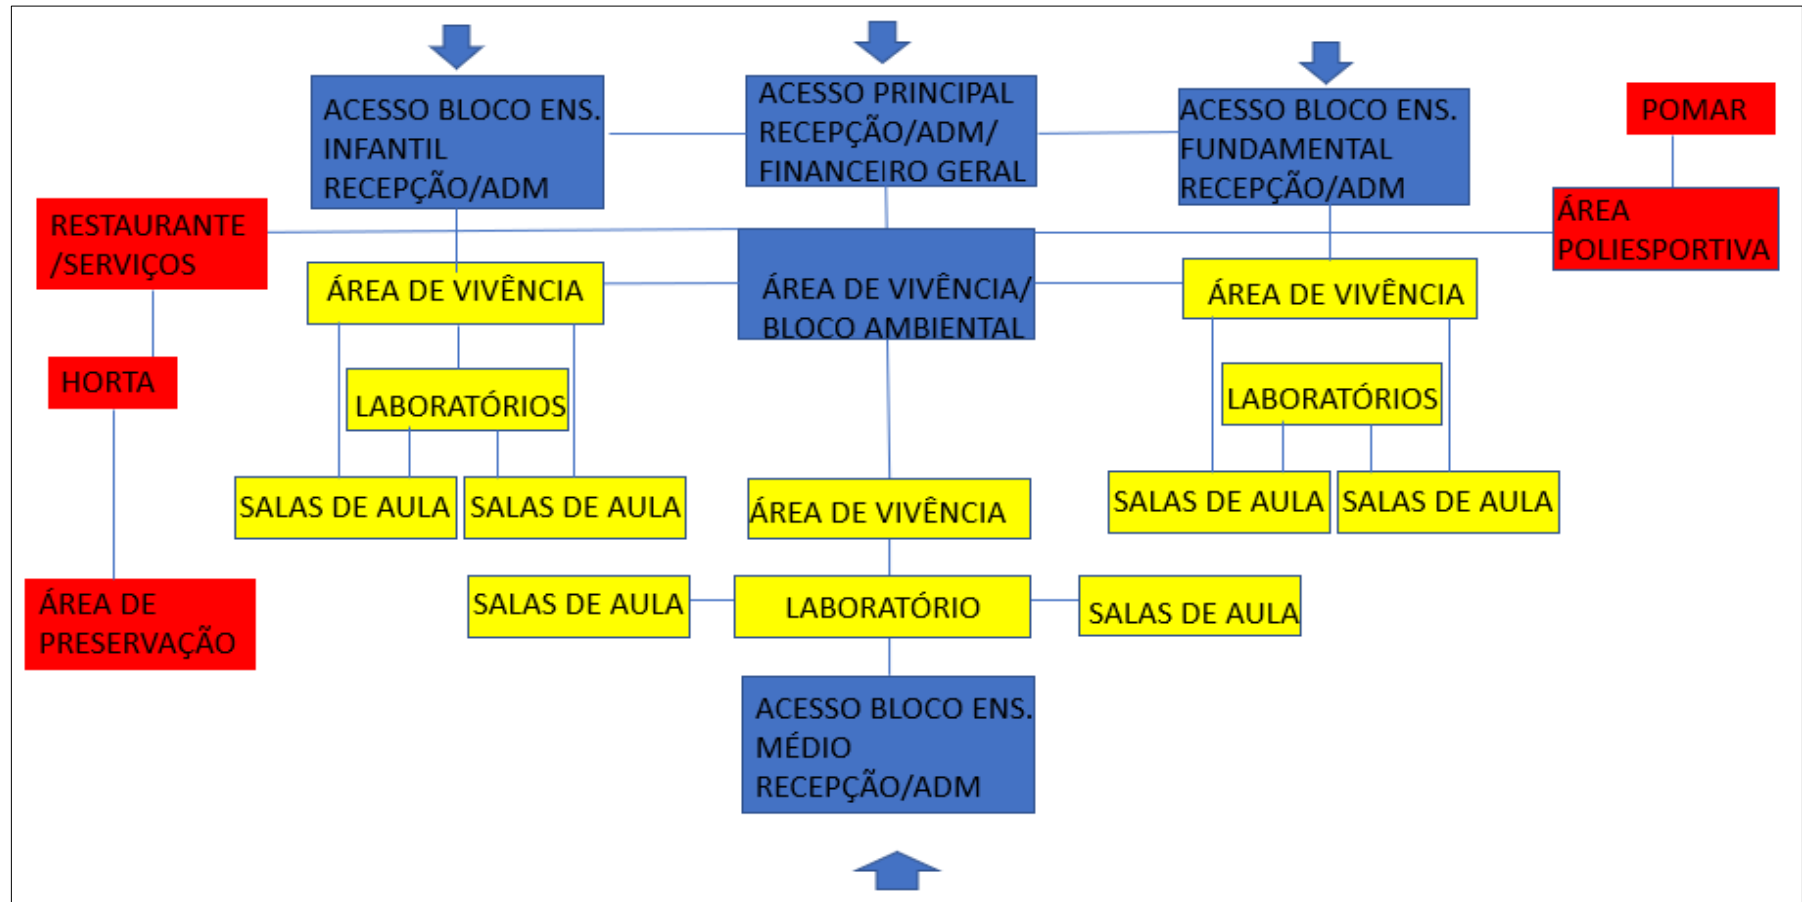 ACESSO BLOCO ENS.
INFANTIL
RECEPÇÃO/ADM
ACESSO PRINCIPAL
RECEPÇÃO/ADM/
FINANCEIRO GERAL
ACESSO BLOCO ENS.
FUNDAMENTAL
RECEPÇÃO/ADM
POMAR
RESTAURANTE
/SERVIÇOS
ÁREA
POLIESPORTIVA
ÁREA DE VIVÊNCIA
ÁREA DE VIVÊNCIA/
BLOCO AMBIENTAL
ÁREA DE VIVÊNCIA
HORTA
LABORATÓRIOS
LABORATÓRIOS
SALAS DE AULA
SALAS DE AULA
ÁREA DE VIVÊNCIA
SALAS DE AULA
SALAS DE AULA
ÁREA DE
PRESERVAÇÃO
SALAS DE AULA
LABORATÓRIO
SALAS DE AULA
ACESSO BLOCO ENS.
MÉDIO
RECEPÇÃO/ADM